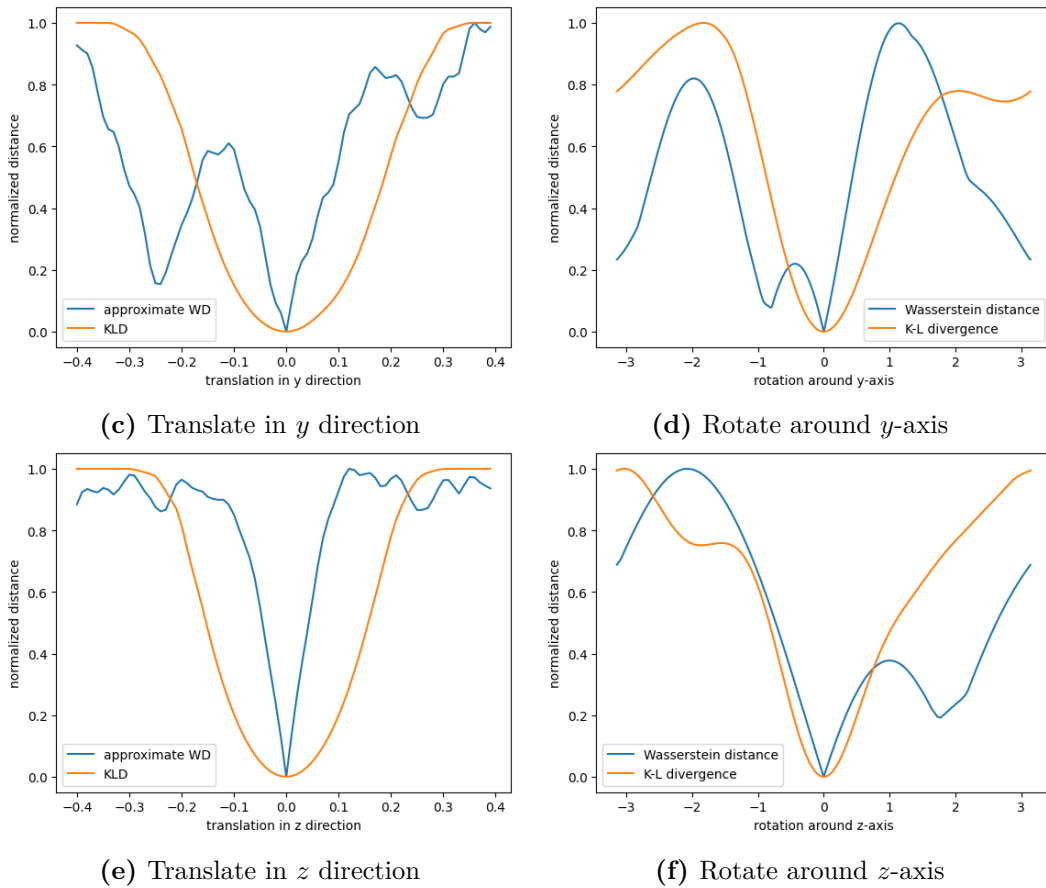 1.0
0.8
0.6
0.4
0.2
0.0
normalized distance
approximate WD
KLD
−0.4 −0.3 −0.2 −0.1 0.0 0.1 0.2 0.3 0.4
translation in y direction
(c) Translate in y direction
1.0
0.8
0.6
0.4
0.2
0.0
normalized distance
Wasserstein distance
K-L divergence
−3 −2 −1 0 1 2 3
rotation around y-axis
(d) Rotate around y-axis
1.0
0.8
0.6
0.4
0.2
0.0
normalized distance
approximate WD
KLD
−0.4 −0.3 −0.2 −0.1 0.0 0.1 0.2 0.3 0.4
translation in z direction
(e) Translate in z direction
1.0
0.8
0.6
0.4
0.2
0.0
normalized distance
Wasserstein distance
K-L divergence
−3 −2 −1 0 1 2 3
rotation around z-axis
(f) Rotate around z-axis